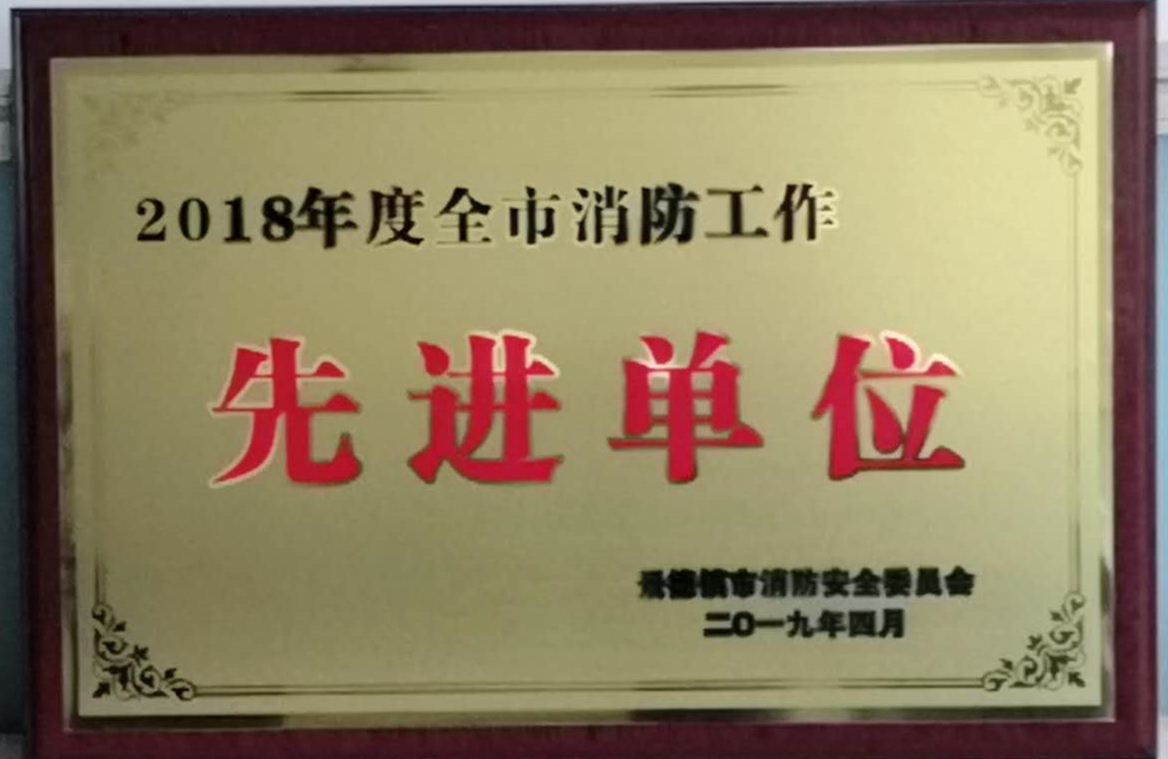 2018年度全市消防工作
先进单位
景德镇市消防安全委员会
二0一九年四月